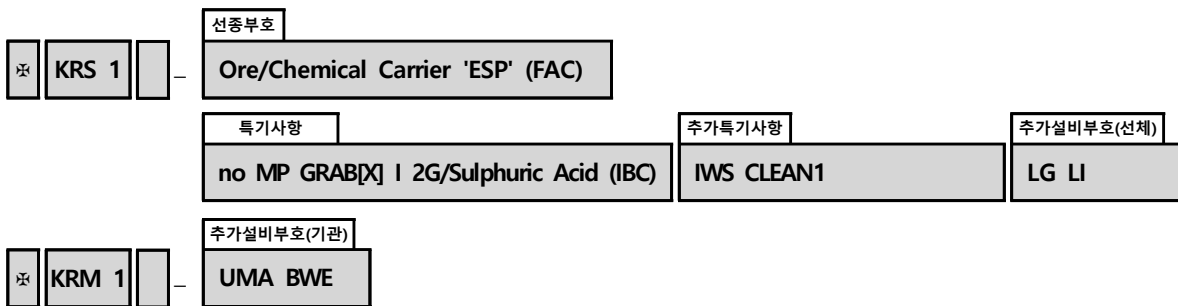 선종부호
✠ KRS 1 – Ore/Chemical Carrier 'ESP' (FAC)
특기사항 추가특기사항 추가설비부호(선체)
no MP GRAB[X] I 2G/Sulphuric Acid (IBC) IWS CLEAN1 LG LI
추가설비부호(기관)
✠ KRM 1 – UMA BWE